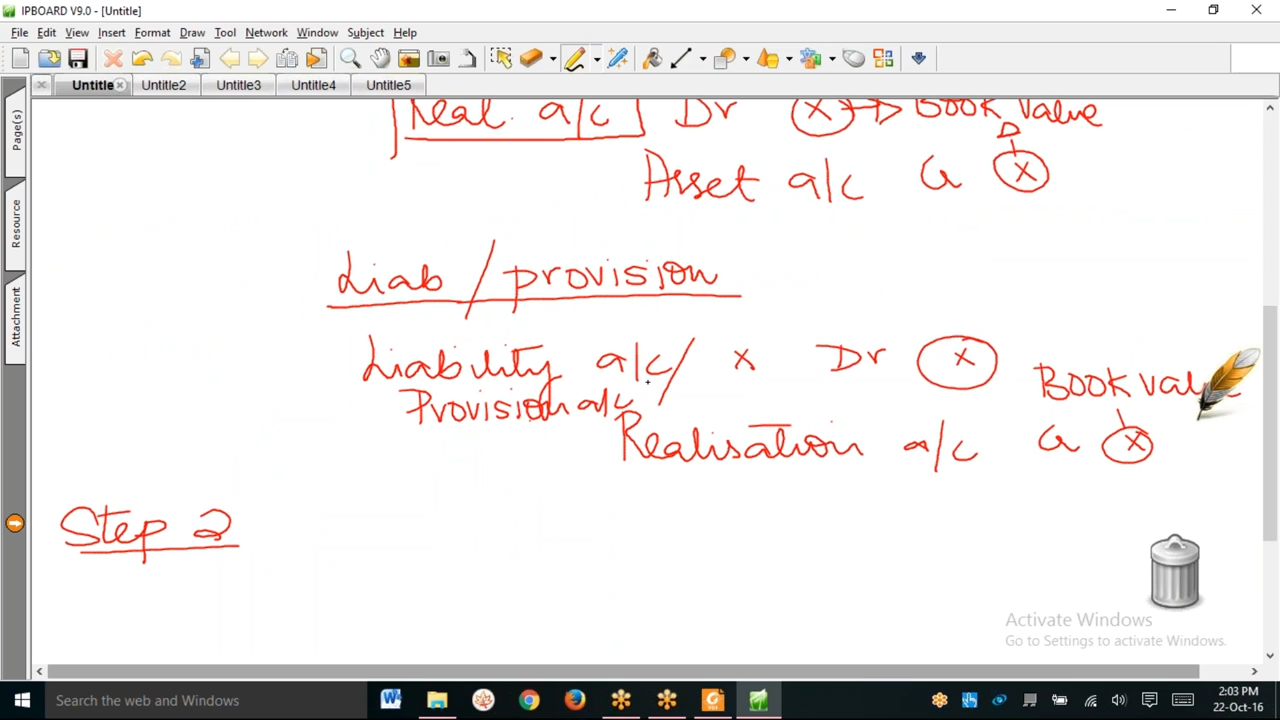 IPBOARD V9.0 - [Untitle]
File Edit View Insert Format Draw Tool Network Window Subject Help
Untitle Untitle2 Untitle3 Untitle4 Untitle5
Page(s)
Resource
Attachment
Real. a/c Dr X → Book value
Asset a/c Cr X
Liab / provision
Liability a/c / x Dr X
Provision a/c
Book value
Realisation a/c Cr X
Step 2
Activate Windows
Go to Settings to activate Windows.
Search the web and Windows
2:03 PM
22-Oct-16